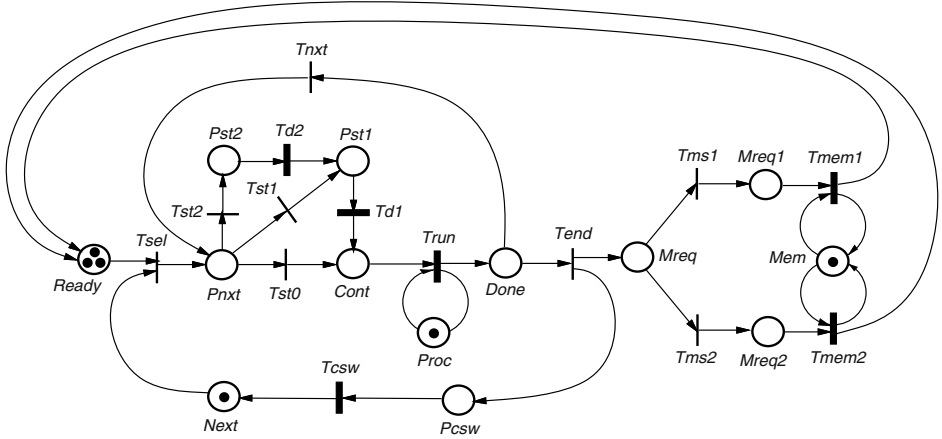 Tnxt
Pst2
Td2
Pst1
Tms1
Mreq1
Tmem1
Tst1
Tst2
Td1
Tsel
Trun
Tend
Ready
Pnxt
Tst0
Cont
Done
Mreq
Mem
Proc
Tms2
Mreq2
Tmem2
Tcsw
Next
Pcsw